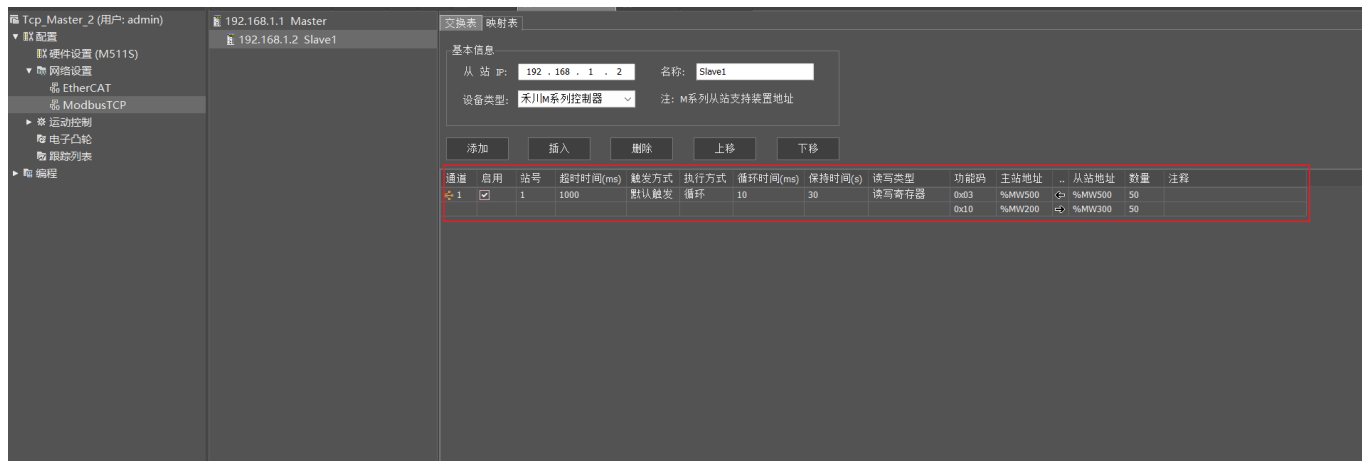 Tcp_Master_2 (用户: admin)
配置
硬件设置 (M511S)
网络设置
EtherCAT
ModbusTCP
运动控制
电子凸轮
跟踪列表
编程
192.168.1.1 Master
192.168.1.2 Slave1
交换表 映射表
基本信息
从 站 IP: 192 . 168 . 1 . 2 名称: Slave1
设备类型: 禾川M系列控制器 注: M系列从站支持装置地址
添加 插入 删除 上移 下移
通道 启用 站号 超时时间(ms) 触发方式 执行方式 循环时间(ms) 保持时间(s) 读写类型 功能码 主站地址 .. 从站地址 数量 注释
1 1 1000 默认触发 循环 10 30 读写寄存器 0x03 %MW500 %MW500 50
0x10 %MW200 %MW300 50